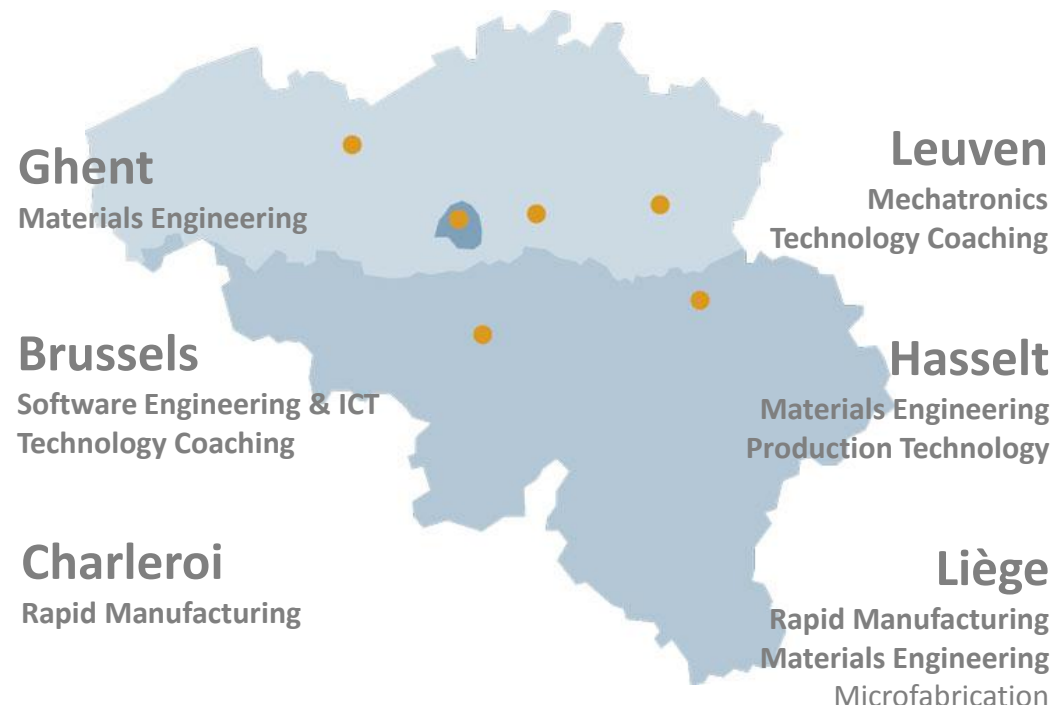 Ghent
Materials Engineering
Leuven
Mechatronics
Technology Coaching
Brussels
Software Engineering & ICT
Technology Coaching
Hasselt
Materials Engineering
Production Technology
Charleroi
Rapid Manufacturing
Liège
Rapid Manufacturing
Materials Engineering
Microfabrication